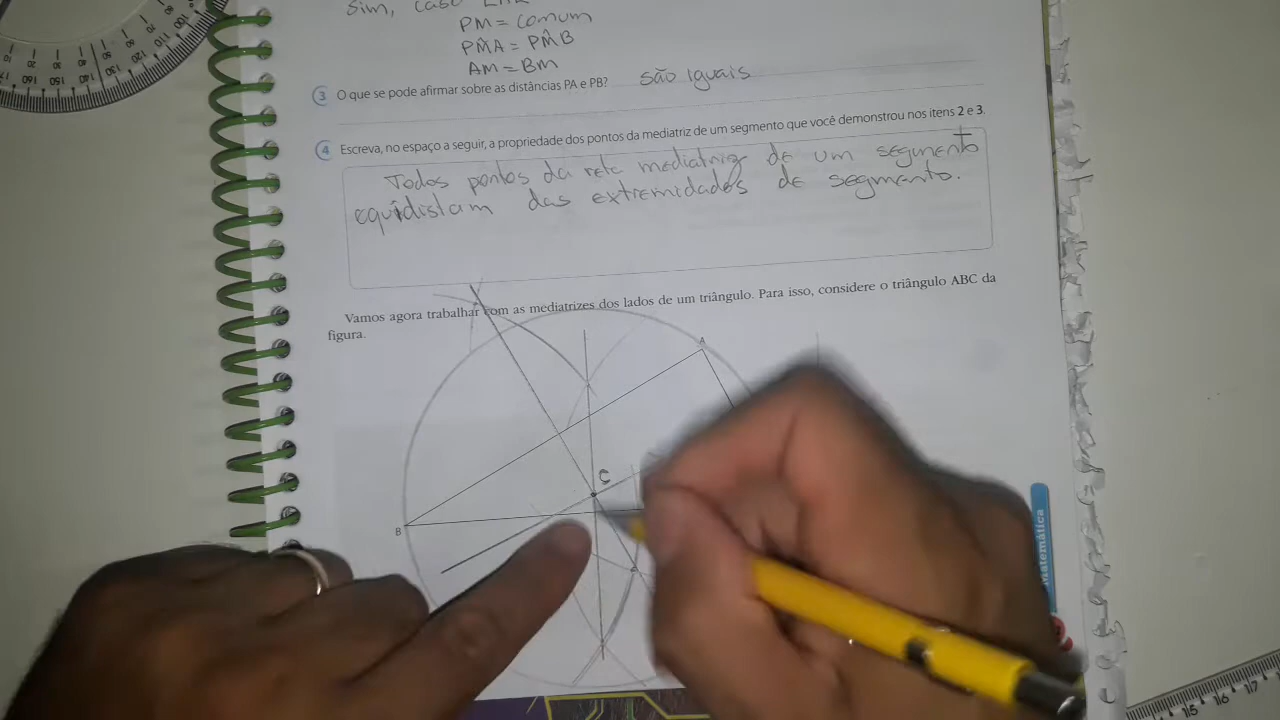 Sim, caso
PM = comum
PM̂A = PM̂B
AM = BM
3 O que se pode afirmar sobre as distâncias PA e PB? são iguais
4 Escreva, no espaço a seguir, a propriedade dos pontos da mediatriz de um segmento que você demonstrou nos itens 2 e 3.
Todos pontos da reta mediatriz de um segmento
equidistam das extremidades de segmento.
Vamos agora trabalhar com as mediatrizes dos lados de um triângulo. Para isso, considere o triângulo ABC da
figura.
A
C
B
Matemática